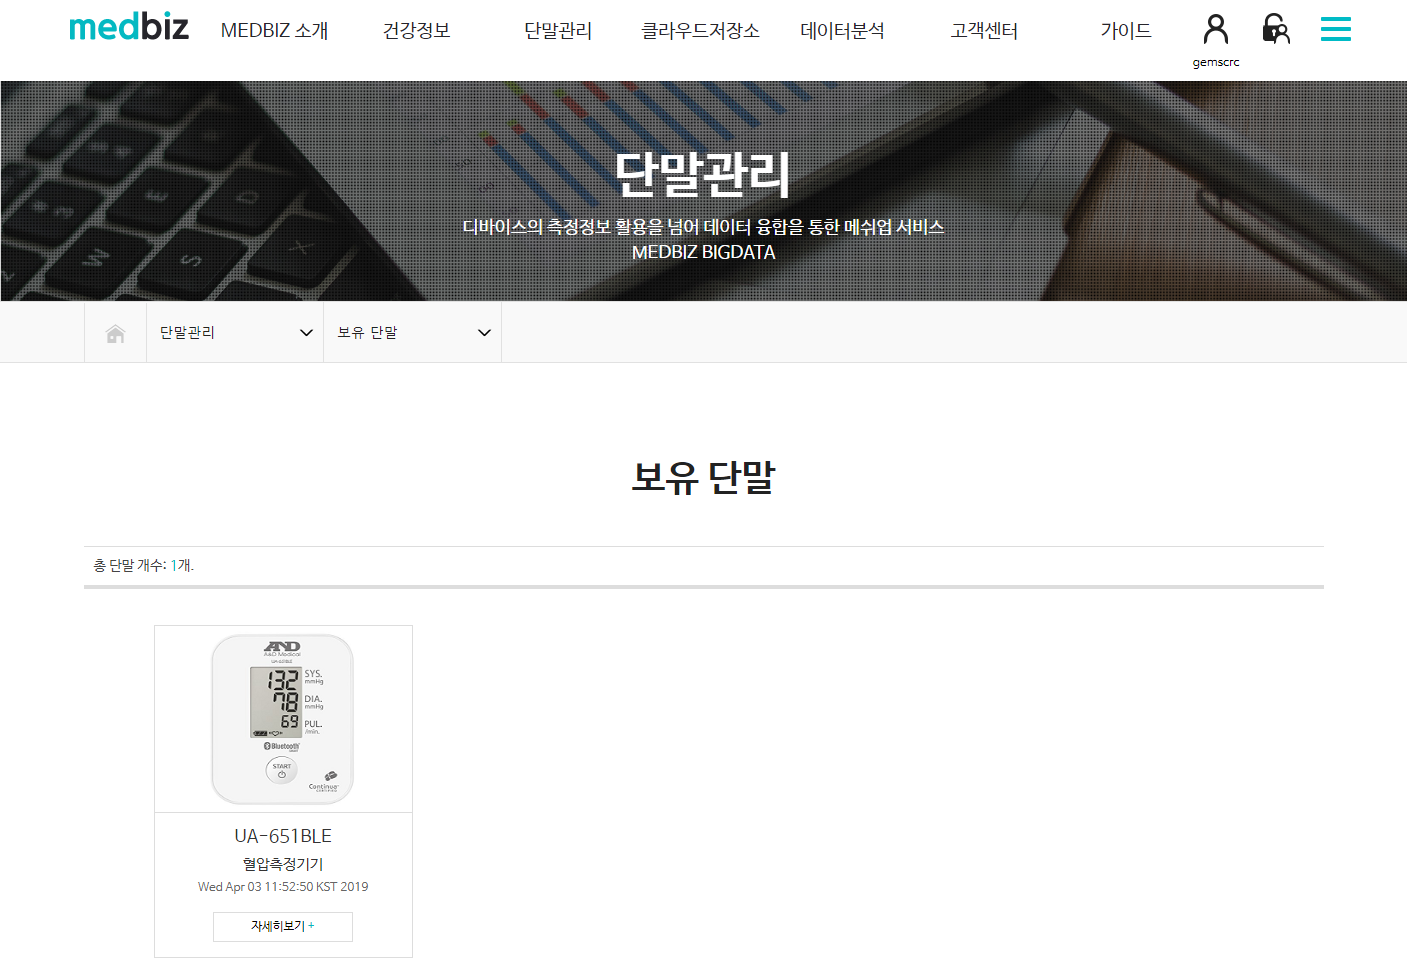 medbiz
MEDBIZ 소개
건강정보
단말관리
클라우드저장소
데이터분석
고객센터
가이드
gemscrc
단말관리
디바이스의 측정정보 활용을 넘어 데이터 융합을 통한 메쉬업 서비스
MEDBIZ BIGDATA
단말관리
보유 단말
보유 단말
총 단말 개수: 1개.
AND
A&D Medical
132
SYS.
mmHg
78
DIA.
mmHg
69
PUL.
/min.
Bluetooth
START
Continua
CERTIFIED
UA-651BLE
혈압측정기기
Wed Apr 03 11:52:50 KST 2019
자세히보기 +